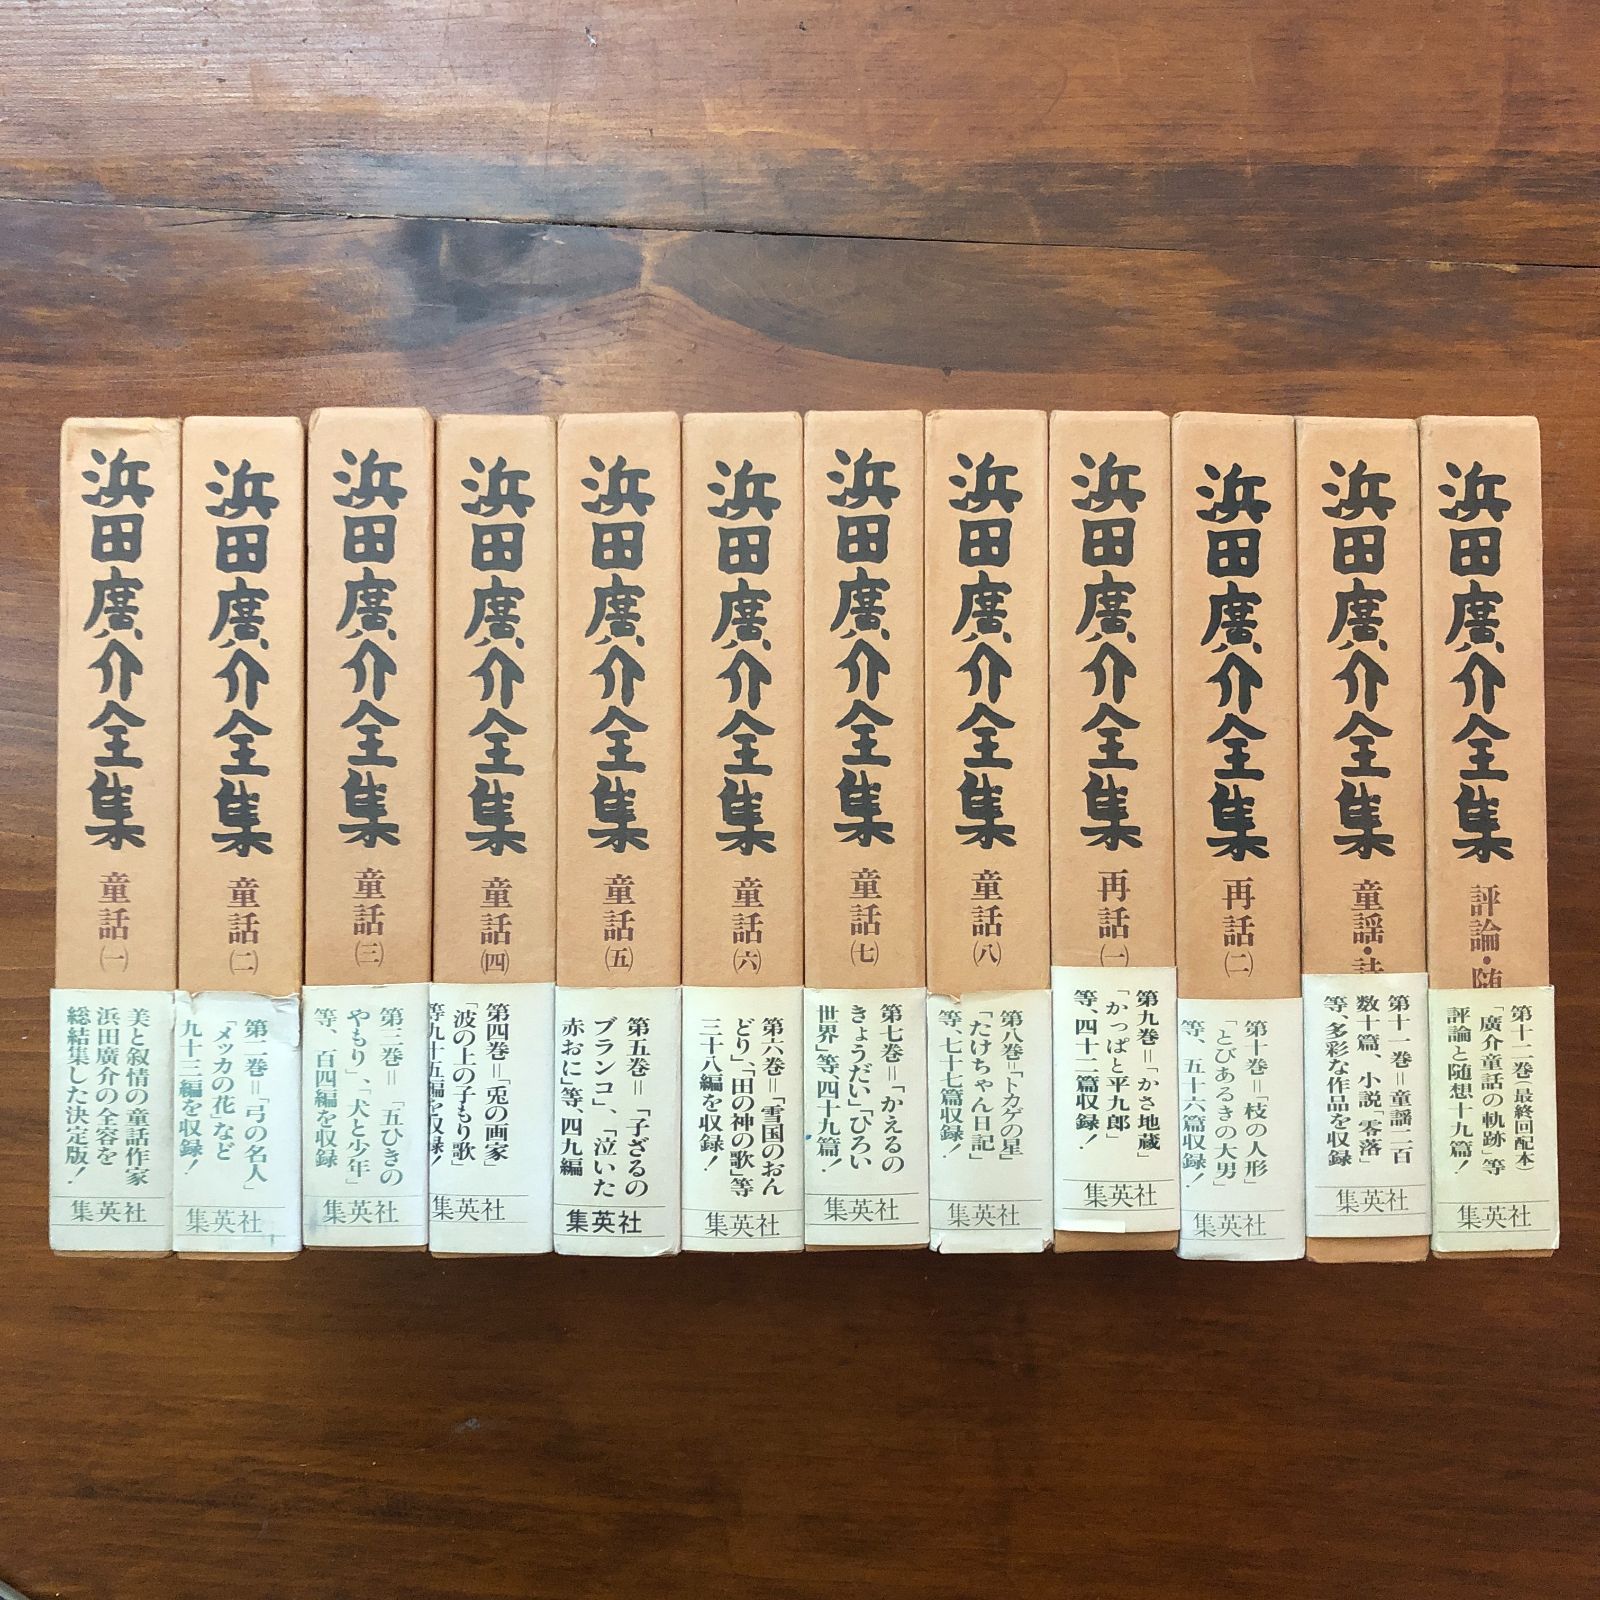 浜田廣介全集
童話(一)
美と叙情の童話作家
浜田廣介の全容を
総結集した決定版!
集英社
浜田廣介全集
童話(二)
第二巻=「弓の名人」
「メッカの花」など
九十三編を収録!
集英社
浜田廣介全集
童話(三)
第三巻=「五ひきの
やもり」、「犬と少年」
等、百四編を収録
集英社
浜田廣介全集
童話(四)
第四巻=「兎の画家」
「波の上の子もり歌」
等九十五編を収録!
集英社
浜田廣介全集
童話(五)
第五巻=「子ざるの
ブランコ」、「泣いた
赤おに」等、四九編
集英社
浜田廣介全集
童話(六)
第六巻=「雪国のおん
どり」、「田の神の歌」等
三十八編を収録!
集英社
浜田廣介全集
童話(七)
第七巻=「かえるの
きょうだい」「ひろい
世界」等、四十九篇!
集英社
浜田廣介全集
童話(八)
第八巻=「トカゲの星」
「たけちゃん日記」
等、七十七篇収録!
集英社
浜田廣介全集
再話(一
第九巻=「かさ地蔵」
「かっぱと平九郎」
等、四十二篇収録!
集英社
浜田廣介全集
再話(二)
第十巻=「枝の人形」
「とびあるきの大男」
等、五十六篇収録!
集英社
浜田廣介全集
童謡・詩
第十一巻=童謡二百
数十篇、小説「零落」
等、多彩な作品を収録
集英社
浜田廣介全集
評論・随
第十二巻(最終回配本)
「廣介童話の軌跡」等
評論と随想十九篇!
集英社